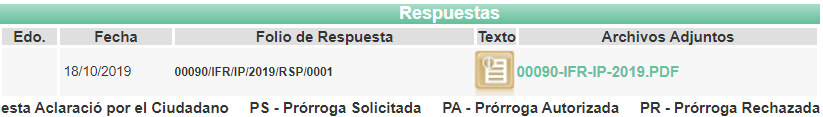 Respuestas
Edo. Fecha Folio de Respuesta Texto Archivos Adjuntos
18/10/2019 00090/IFR/IP/2019/RSP/0001 00090-IFR-IP-2019.PDF
esta Aclaració por el Ciudadano PS - Prórroga Solicitada PA - Prórroga Autorizada PR - Prórroga Rechazada